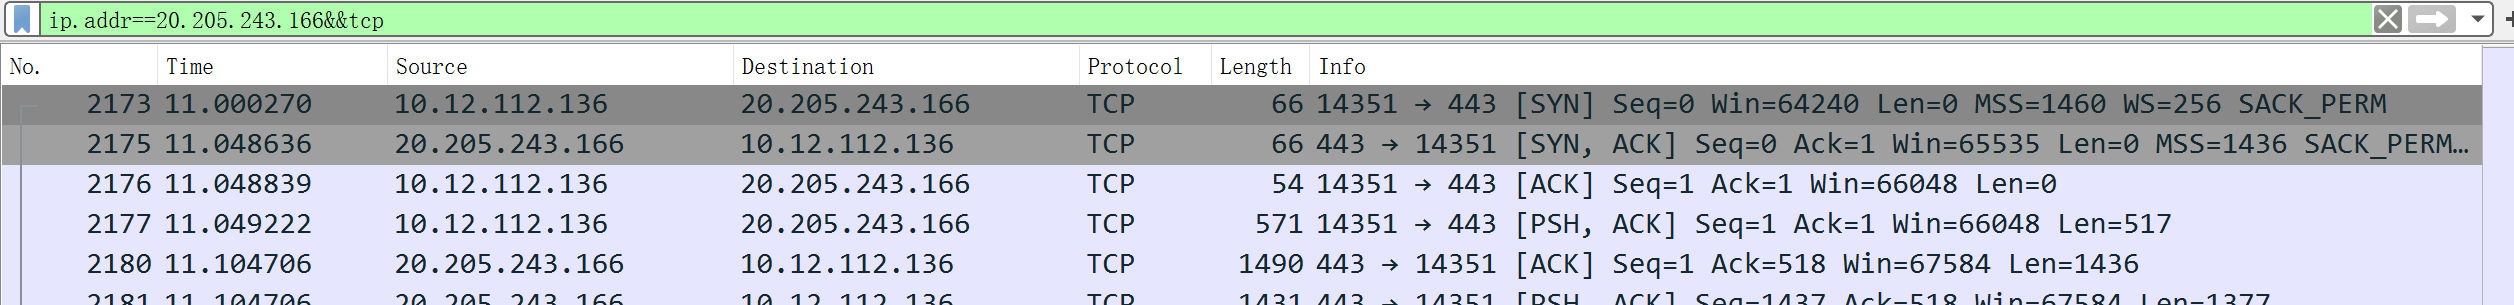 ip.addr==20.205.243.166&&tcp
No. Time Source Destination Protocol Length Info
2173 11.000270 10.12.112.136 20.205.243.166 TCP 66 14351 → 443 [SYN] Seq=0 Win=64240 Len=0 MSS=1460 WS=256 SACK_PERM
2175 11.048636 20.205.243.166 10.12.112.136 TCP 66 443 → 14351 [SYN, ACK] Seq=0 Ack=1 Win=65535 Len=0 MSS=1436 SACK_PERM…
2176 11.048839 10.12.112.136 20.205.243.166 TCP 54 14351 → 443 [ACK] Seq=1 Ack=1 Win=66048 Len=0
2177 11.049222 10.12.112.136 20.205.243.166 TCP 571 14351 → 443 [PSH, ACK] Seq=1 Ack=1 Win=66048 Len=517
2180 11.104706 20.205.243.166 10.12.112.136 TCP 1490 443 → 14351 [ACK] Seq=1 Ack=518 Win=67584 Len=1436
2181 11.104706 20.205.243.166 10.12.112.136 TCP 1431 443 → 14351 [PSH, ACK] Seq=1437 Ack=518 Win=67584 Len=1377